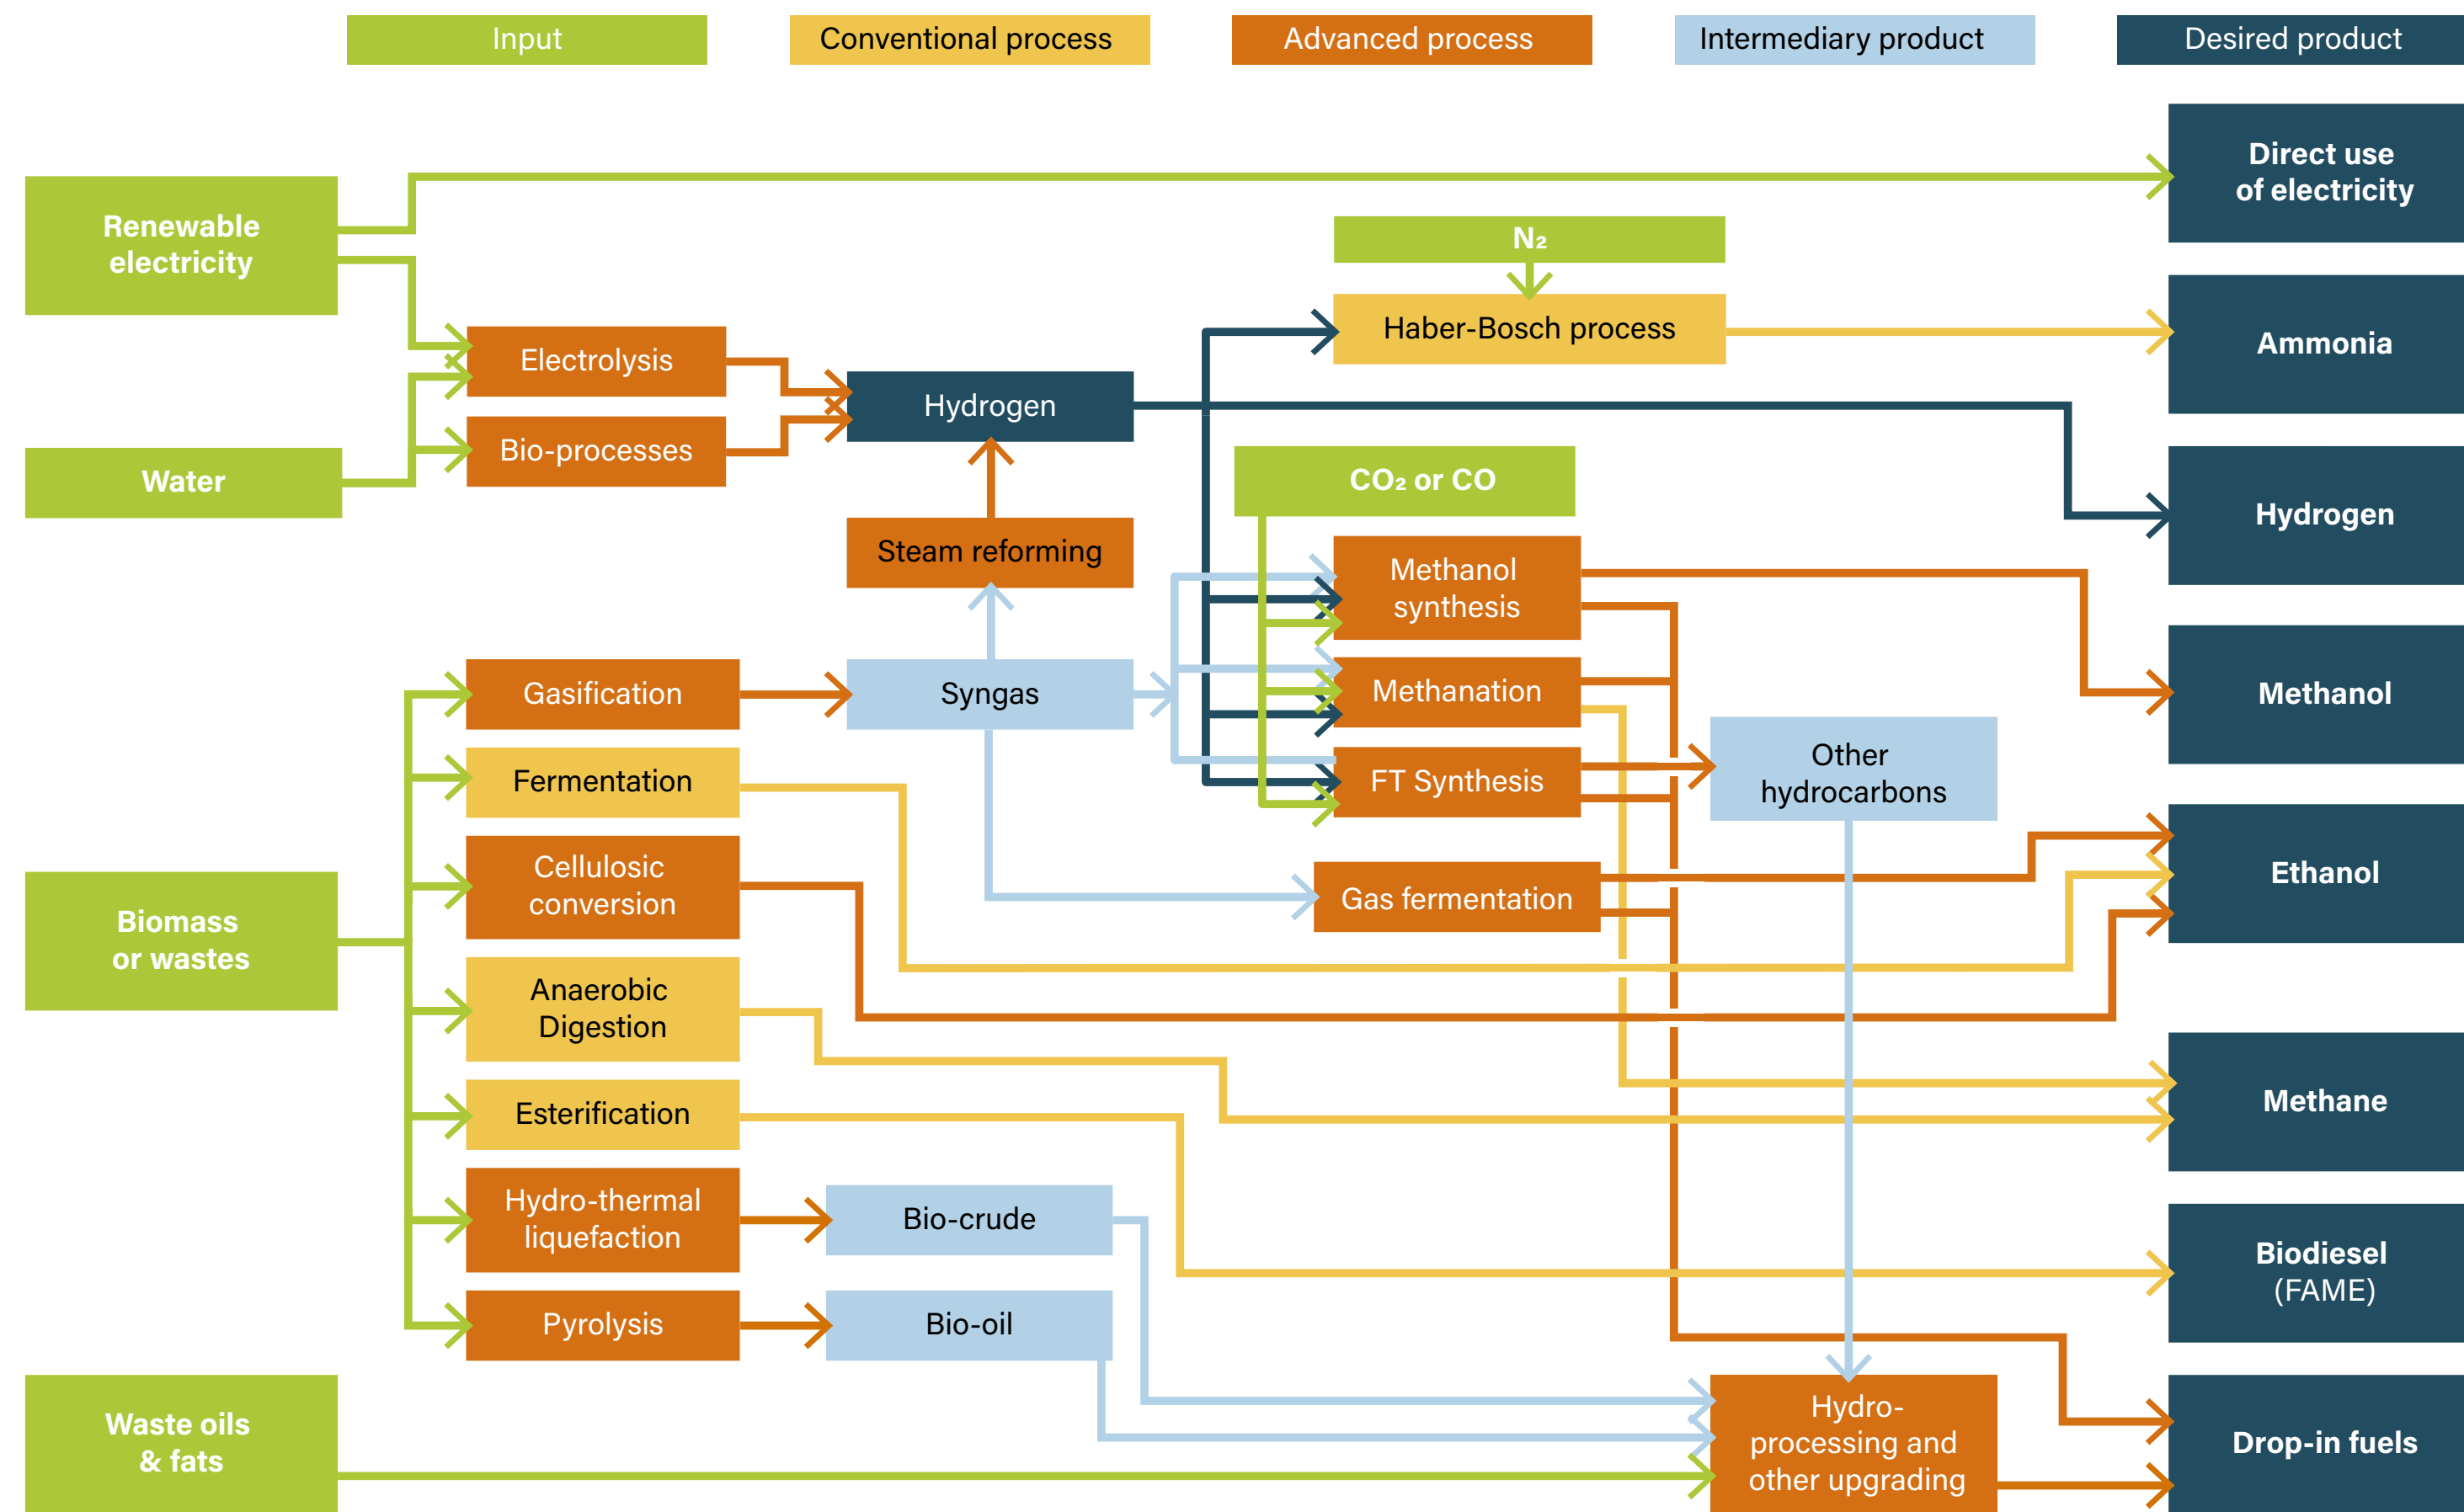 Input
Conventional process
Advanced process
Intermediary product
Desired product
Renewable
electricity
Water
Biomass
or wastes
Waste oils
& fats
Electrolysis
Bio-processes
Gasification
Fermentation
Cellulosic
conversion
Anaerobic
Digestion
Esterification
Hydro-thermal
liquefaction
Pyrolysis
Hydrogen
Steam reforming
Syngas
Bio-crude
Bio-oil
N₂
Haber-Bosch process
CO₂ or CO
Methanol
synthesis
Methanation
FT Synthesis
Gas fermentation
Other
hydrocarbons
Hydro-
processing and
other upgrading
Direct use
of electricity
Ammonia
Hydrogen
Methanol
Ethanol
Methane
Biodiesel
(FAME)
Drop-in fuels